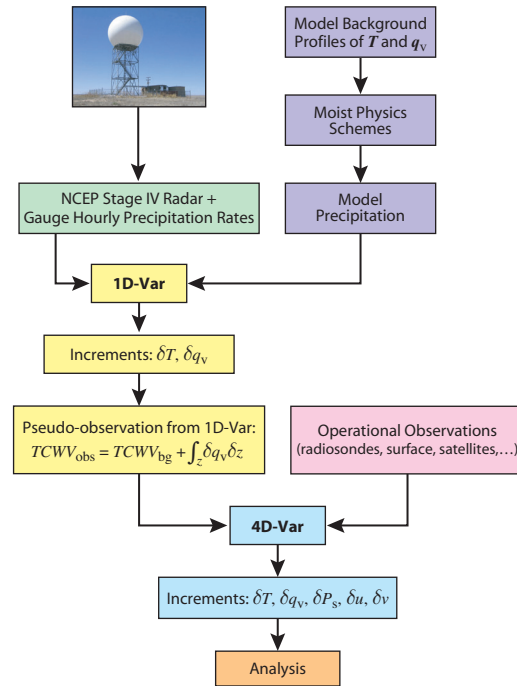 Model Background
Profiles of T and qv
Moist Physics
Schemes
NCEP Stage IV Radar +
Gauge Hourly Precipitation Rates
Model
Precipitation
1D-Var
Increments: δT, δqv
Pseudo-observation from 1D-Var:
TCWVobs = TCWVbg + ∫z δqvδz
Operational Observations
(radiosondes, surface, satellites,…)
4D-Var
Increments: δT, δqv, δPs, δu, δv
Analysis